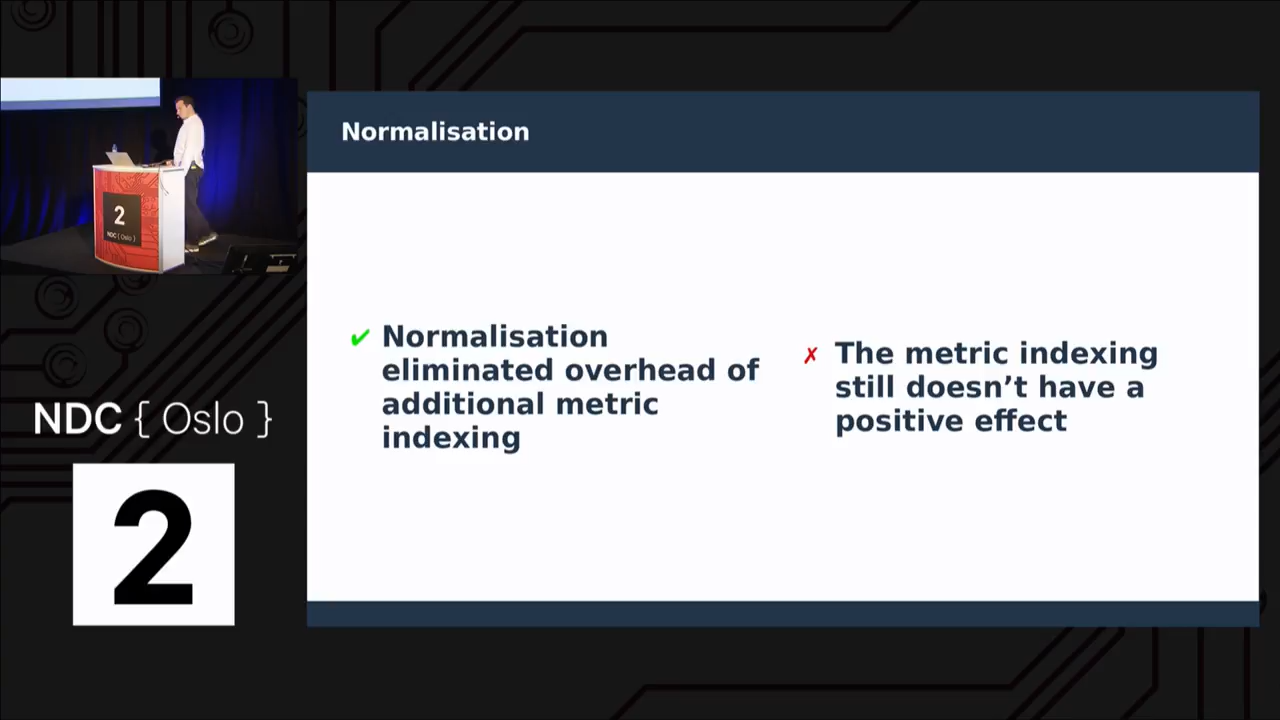 Normalisation
✔ Normalisation
eliminated overhead of
additional metric
indexing
✗ The metric indexing
still doesn’t have a
positive effect
2
NDC { Oslo }
NDC { Oslo }
2